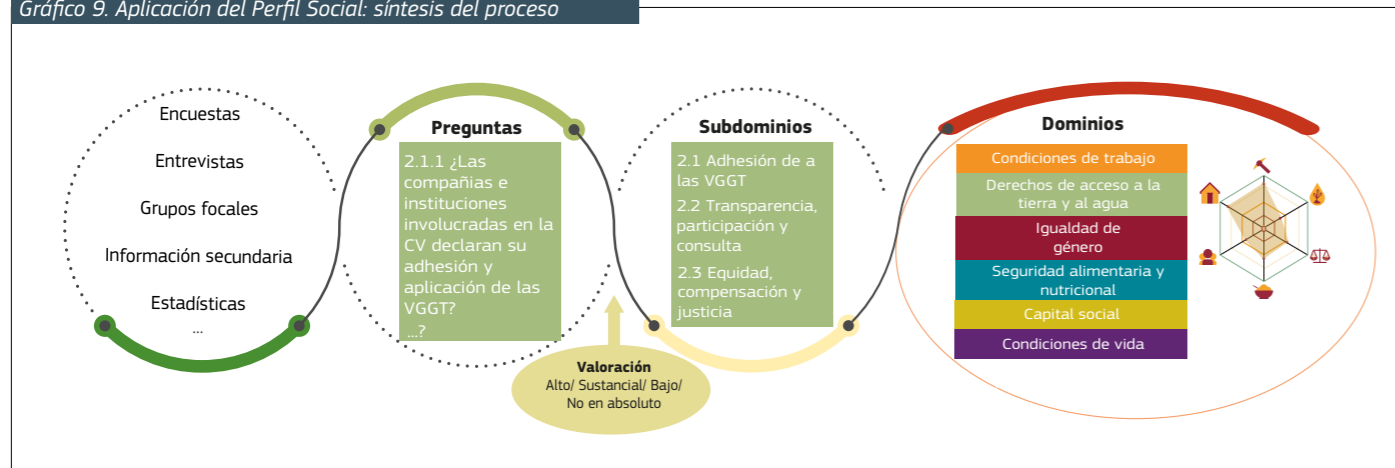 Gráfico 9. Aplicación del Perfil Social: síntesis del proceso
Encuestas
Entrevistas
Grupos focales
Información secundaria
Estadísticas
...
Preguntas
2.1.1 ¿Las
compañias e
instituciones
involucradas en la
CV declaran su
adhesión y
aplicación de las
VGGT?
...?
Valoración
Alto/ Sustancial/ Bajo/
No en absoluto
Subdominios
2.1 Adhesión de a
las VGGT
2.2 Transparencia,
participación y
consulta
2.3 Equidad,
compensación y
justicia
Dominios
Condiciones de trabajo
Derechos de acceso a la
tierra y al agua
Igualdad de
género
Seguridad alimentaria y
nutricional
Capital social
Condiciones de vida